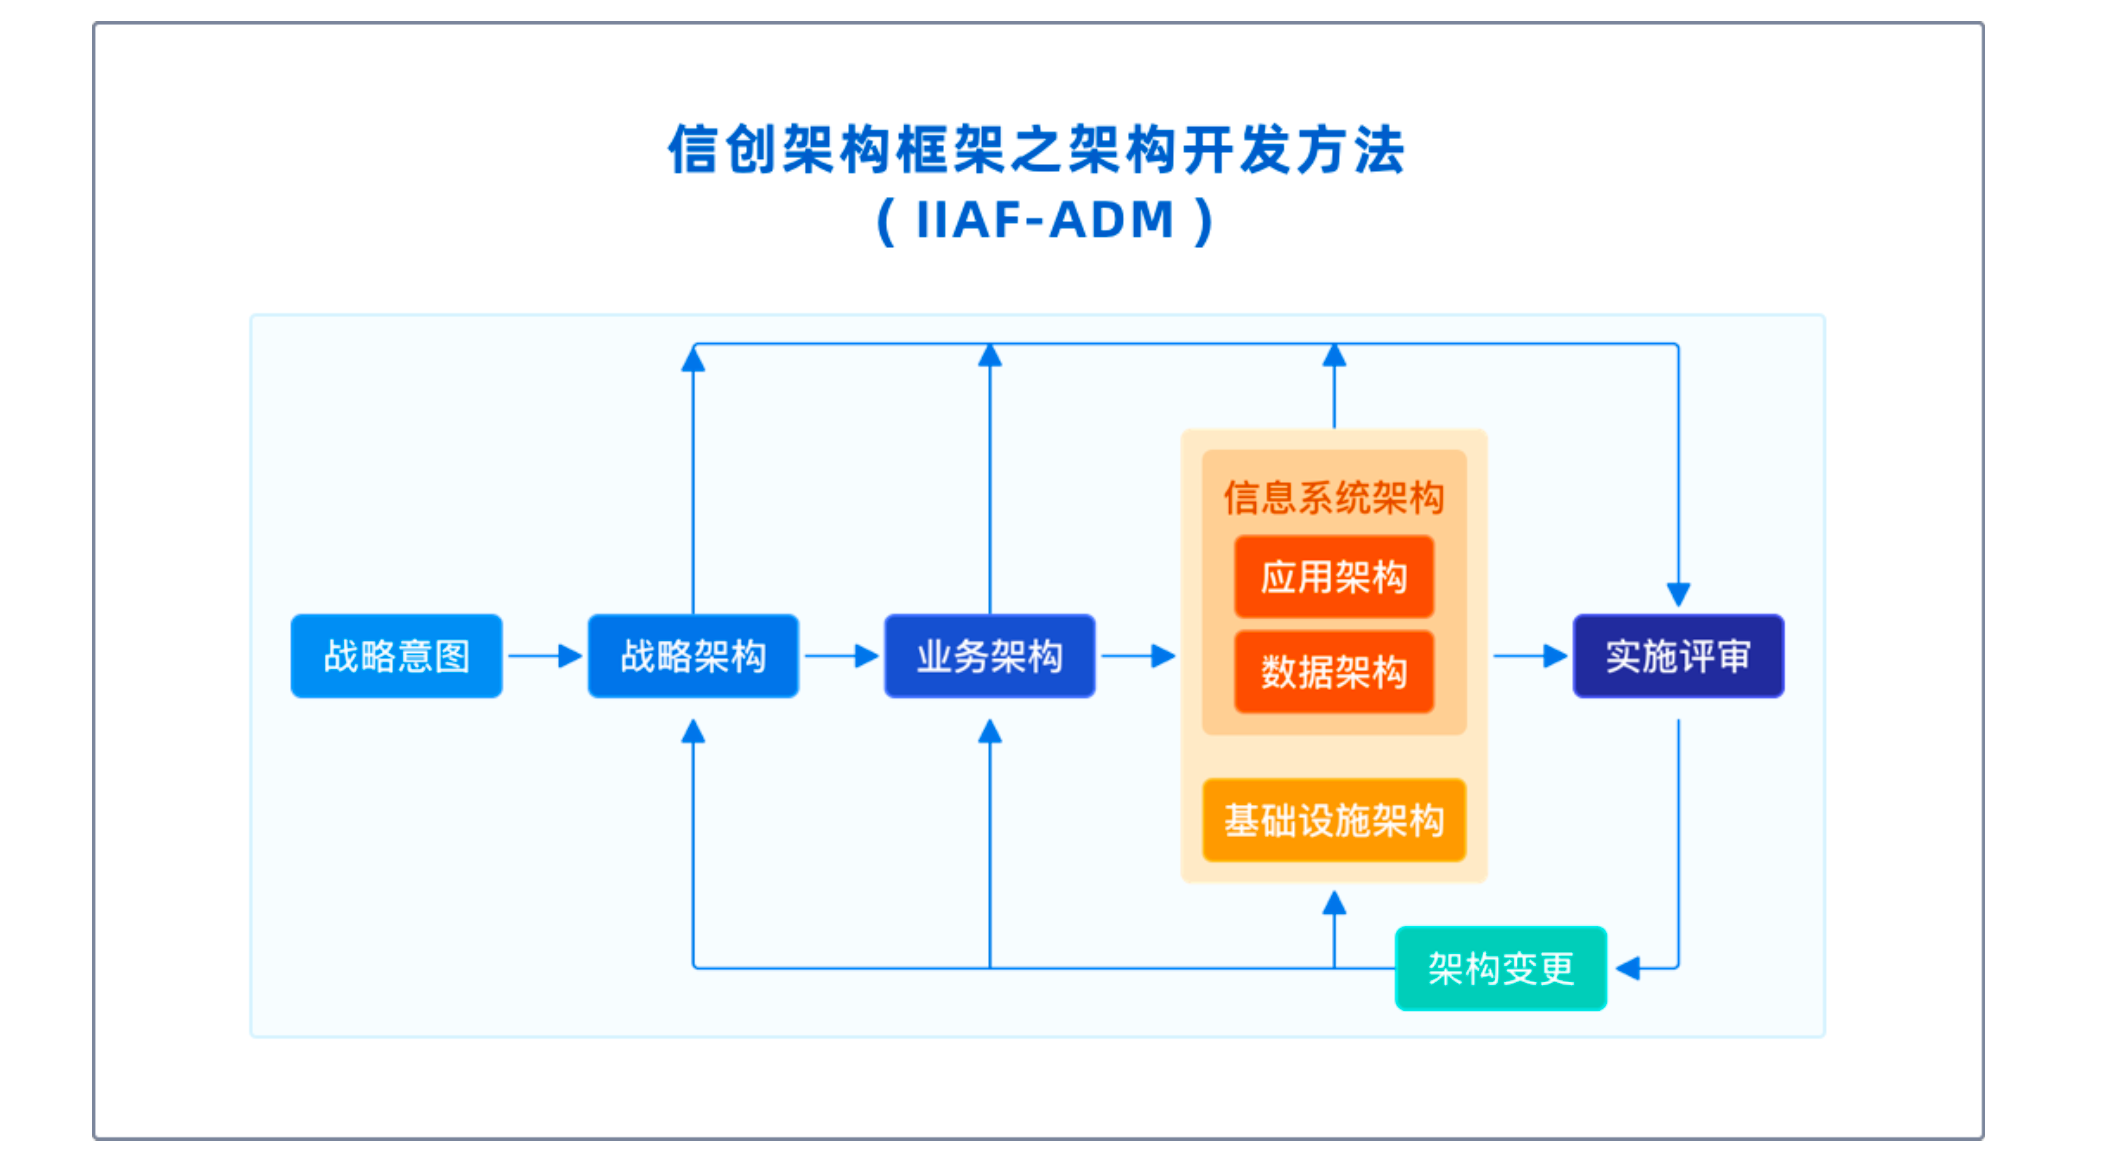 信创架构框架之架构开发方法
( IIAF-ADM )
战略意图
战略架构
业务架构
信息系统架构
应用架构
数据架构
基础设施架构
实施评审
架构变更